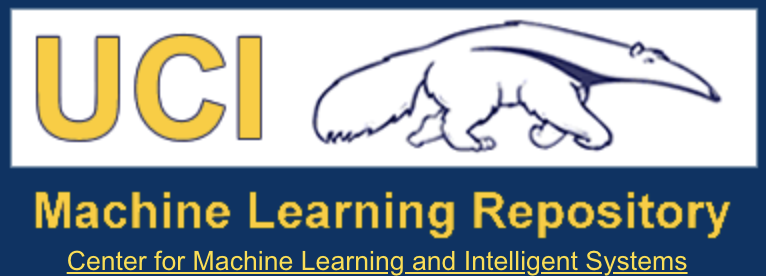 UCI
Machine Learning Repository
Center for Machine Learning and Intelligent Systems